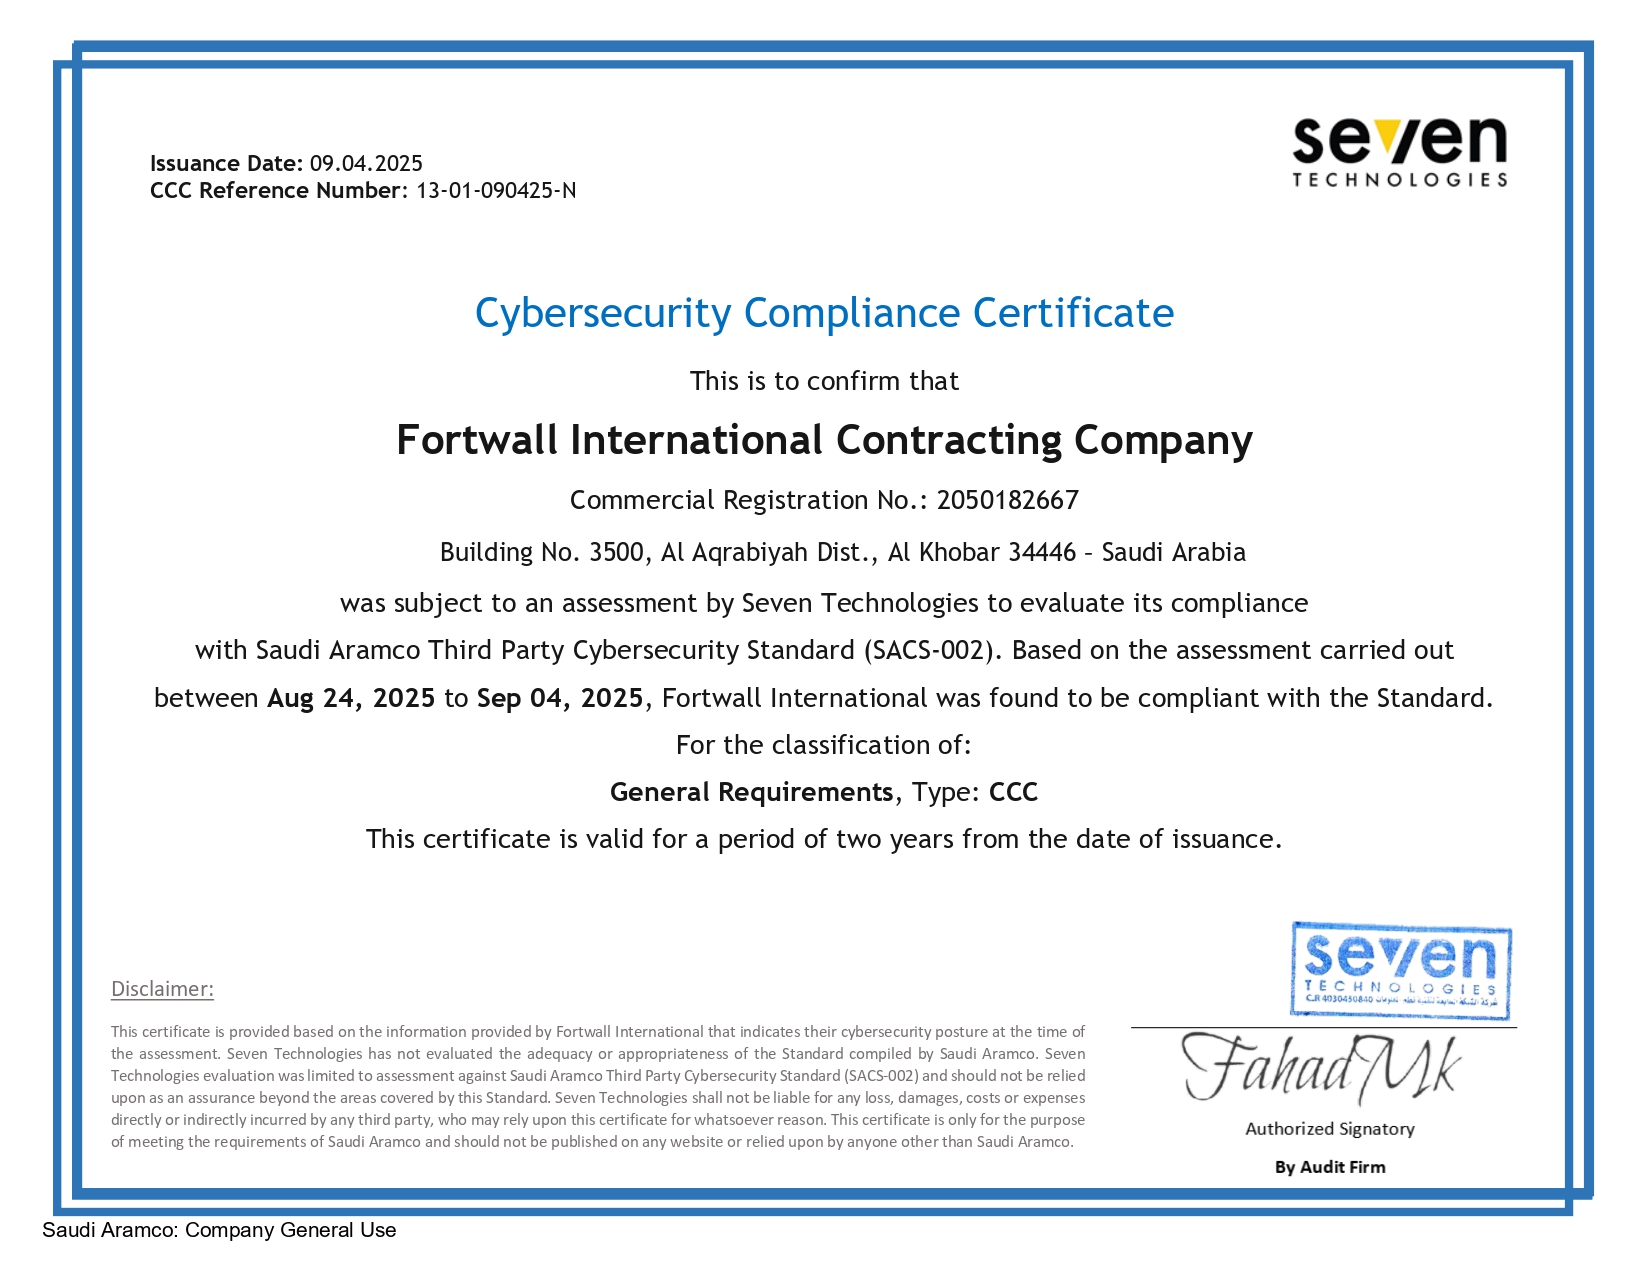 seven
TECHNOLOGIES
Issuance Date: 09.04.2025
CCC Reference Number: 13-01-090425-N
Cybersecurity Compliance Certificate
This is to confirm that
Fortwall International Contracting Company
Commercial Registration No.: 2050182667
Building No. 3500, Al Aqrabiyah Dist., Al Khobar 34446 – Saudi Arabia
was subject to an assessment by Seven Technologies to evaluate its compliance
with Saudi Aramco Third Party Cybersecurity Standard (SACS-002). Based on the assessment carried out
between Aug 24, 2025 to Sep 04, 2025, Fortwall International was found to be compliant with the Standard.
For the classification of:
General Requirements, Type: CCC
This certificate is valid for a period of two years from the date of issuance.
seven
TECHNOLOGIES
C.R 4030450840
Disclaimer:
This certificate is provided based on the information provided by Fortwall International that indicates their cybersecurity posture at the time of
the assessment. Seven Technologies has not evaluated the adequacy or appropriateness of the Standard compiled by Saudi Aramco. Seven
Technologies evaluation was limited to assessment against Saudi Aramco Third Party Cybersecurity Standard (SACS-002) and should not be relied
upon as an assurance beyond the areas covered by this Standard. Seven Technologies shall not be liable for any loss, damages, costs or expenses
directly or indirectly incurred by any third party, who may rely upon this certificate for whatsoever reason. This certificate is only for the purpose
of meeting the requirements of Saudi Aramco and should not be published on any website or relied upon by anyone other than Saudi Aramco.
Fahad Mk
Authorized Signatory
By Audit Firm
Saudi Aramco: Company General Use